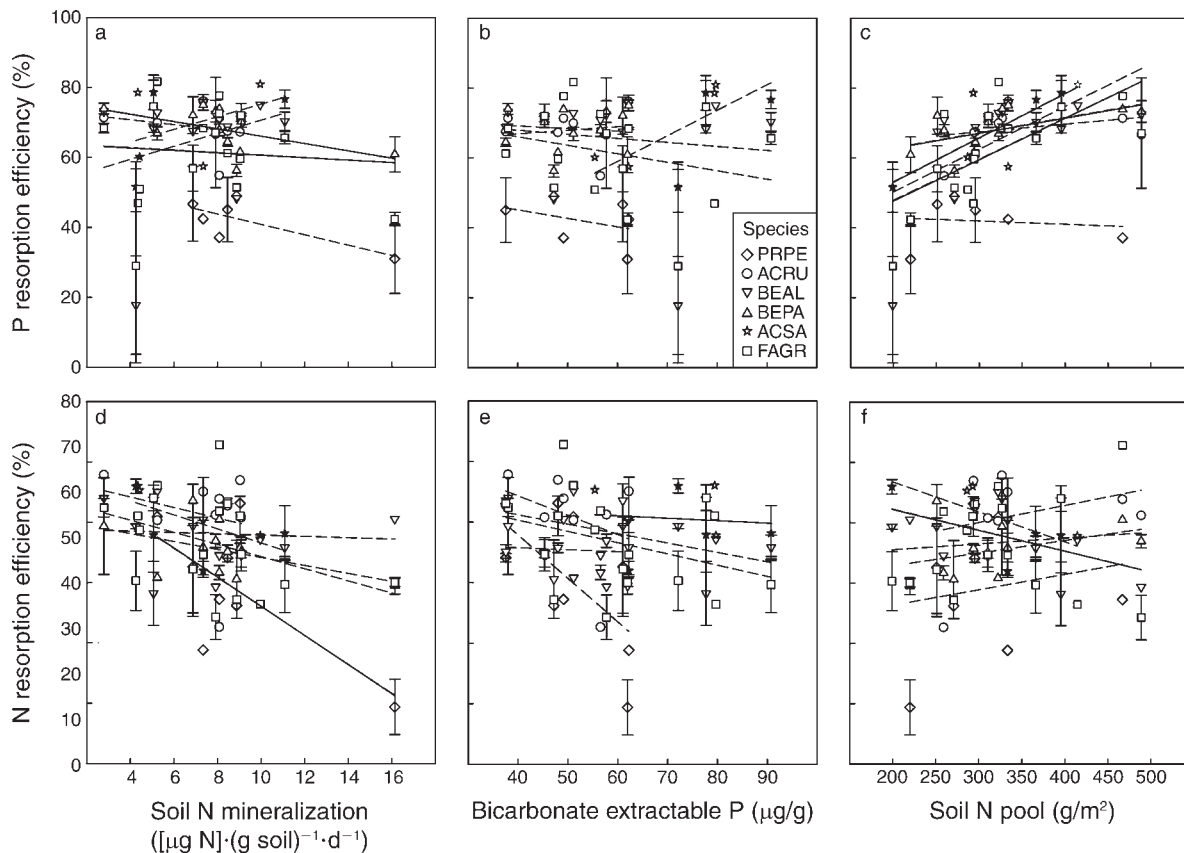 a
b
c
P resorption efficiency (%)
100
80
60
40
20
0
Species
PRPE
ACRU
BEAL
BEPA
ACSA
FAGR
d
e
f
N resorption efficiency (%)
80
70
60
50
40
30
20
10
0
4 6 8 10 12 14 16
40 50 60 70 80 90
200 250 300 350 400 450 500
Soil N mineralization
([μg N]·(g soil)⁻¹·d⁻¹)
Bicarbonate extractable P (μg/g)
Soil N pool (g/m²)